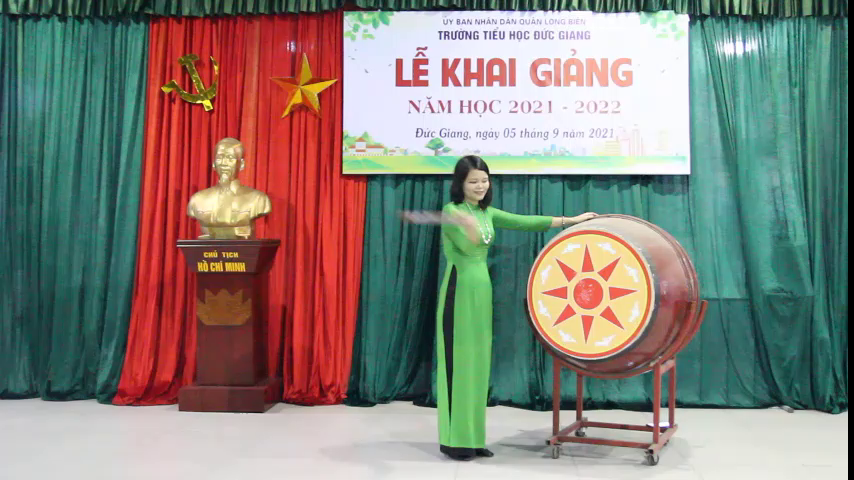 ỦY BAN NHÂN DÂN QUẬN LONG BIÊN
TRƯỜNG TIỂU HỌC ĐỨC GIANG
LỄ KHAI GIẢNG
NĂM HỌC 2021 - 2022
Đức Giang, ngày 05 tháng 9 năm 2021
CHỦ TỊCH
HỒ CHÍ MINH